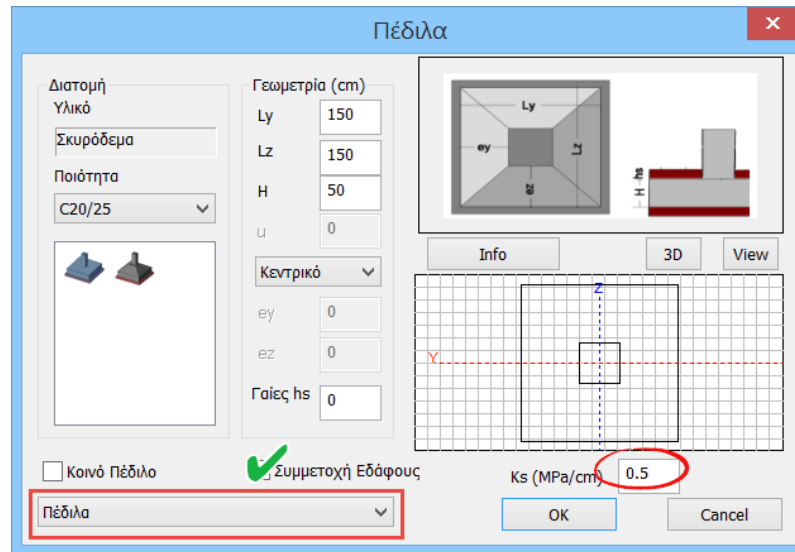 Πέδιλα
Διατομή
Υλικό
Σκυρόδεμα
Ποιότητα
C20/25
Γεωμετρία (cm)
Ly 150
Lz 150
H 50
u 0
Κεντρικό
ey 0
ez 0
Γαίες hs 0
Ly
ey
Lz
ez
H hs
Info 3D View
Z
Y
Κοινό Πέδιλο
Συμμετοχή Εδάφους
Ks (MPa/cm) 0.5
Πέδιλα
OK Cancel